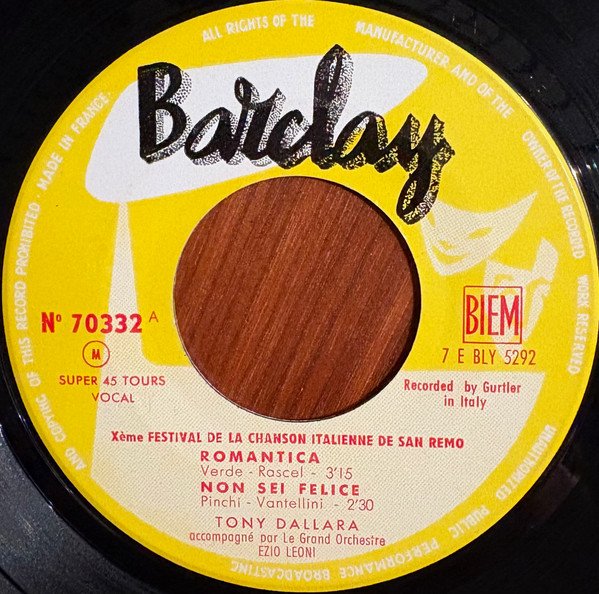 ALL RIGHTS OF THE MANUFACTURER AND OF THE OWNER OF THE RECORDED WORK RESERVED
UNAUTHORIZED PUBLIC PERFORMANCE BROADCASTING AND COPYING OF THIS RECORD PROHIBITED
MADE IN FRANCE
Barclay
Nº 70332 A
M
SUPER 45 TOURS
VOCAL
BIEM
7 E BLY 5292
Recorded by Gurtler
in Italy
Xème FESTIVAL DE LA CHANSON ITALIENNE DE SAN REMO
ROMANTICA
Verde - Rascel - 3'15
NON SEI FELICE
Pinchi - Vantellini - 2'30
TONY DALLARA
accompagné par Le Grand Orchestre
EZIO LEONI